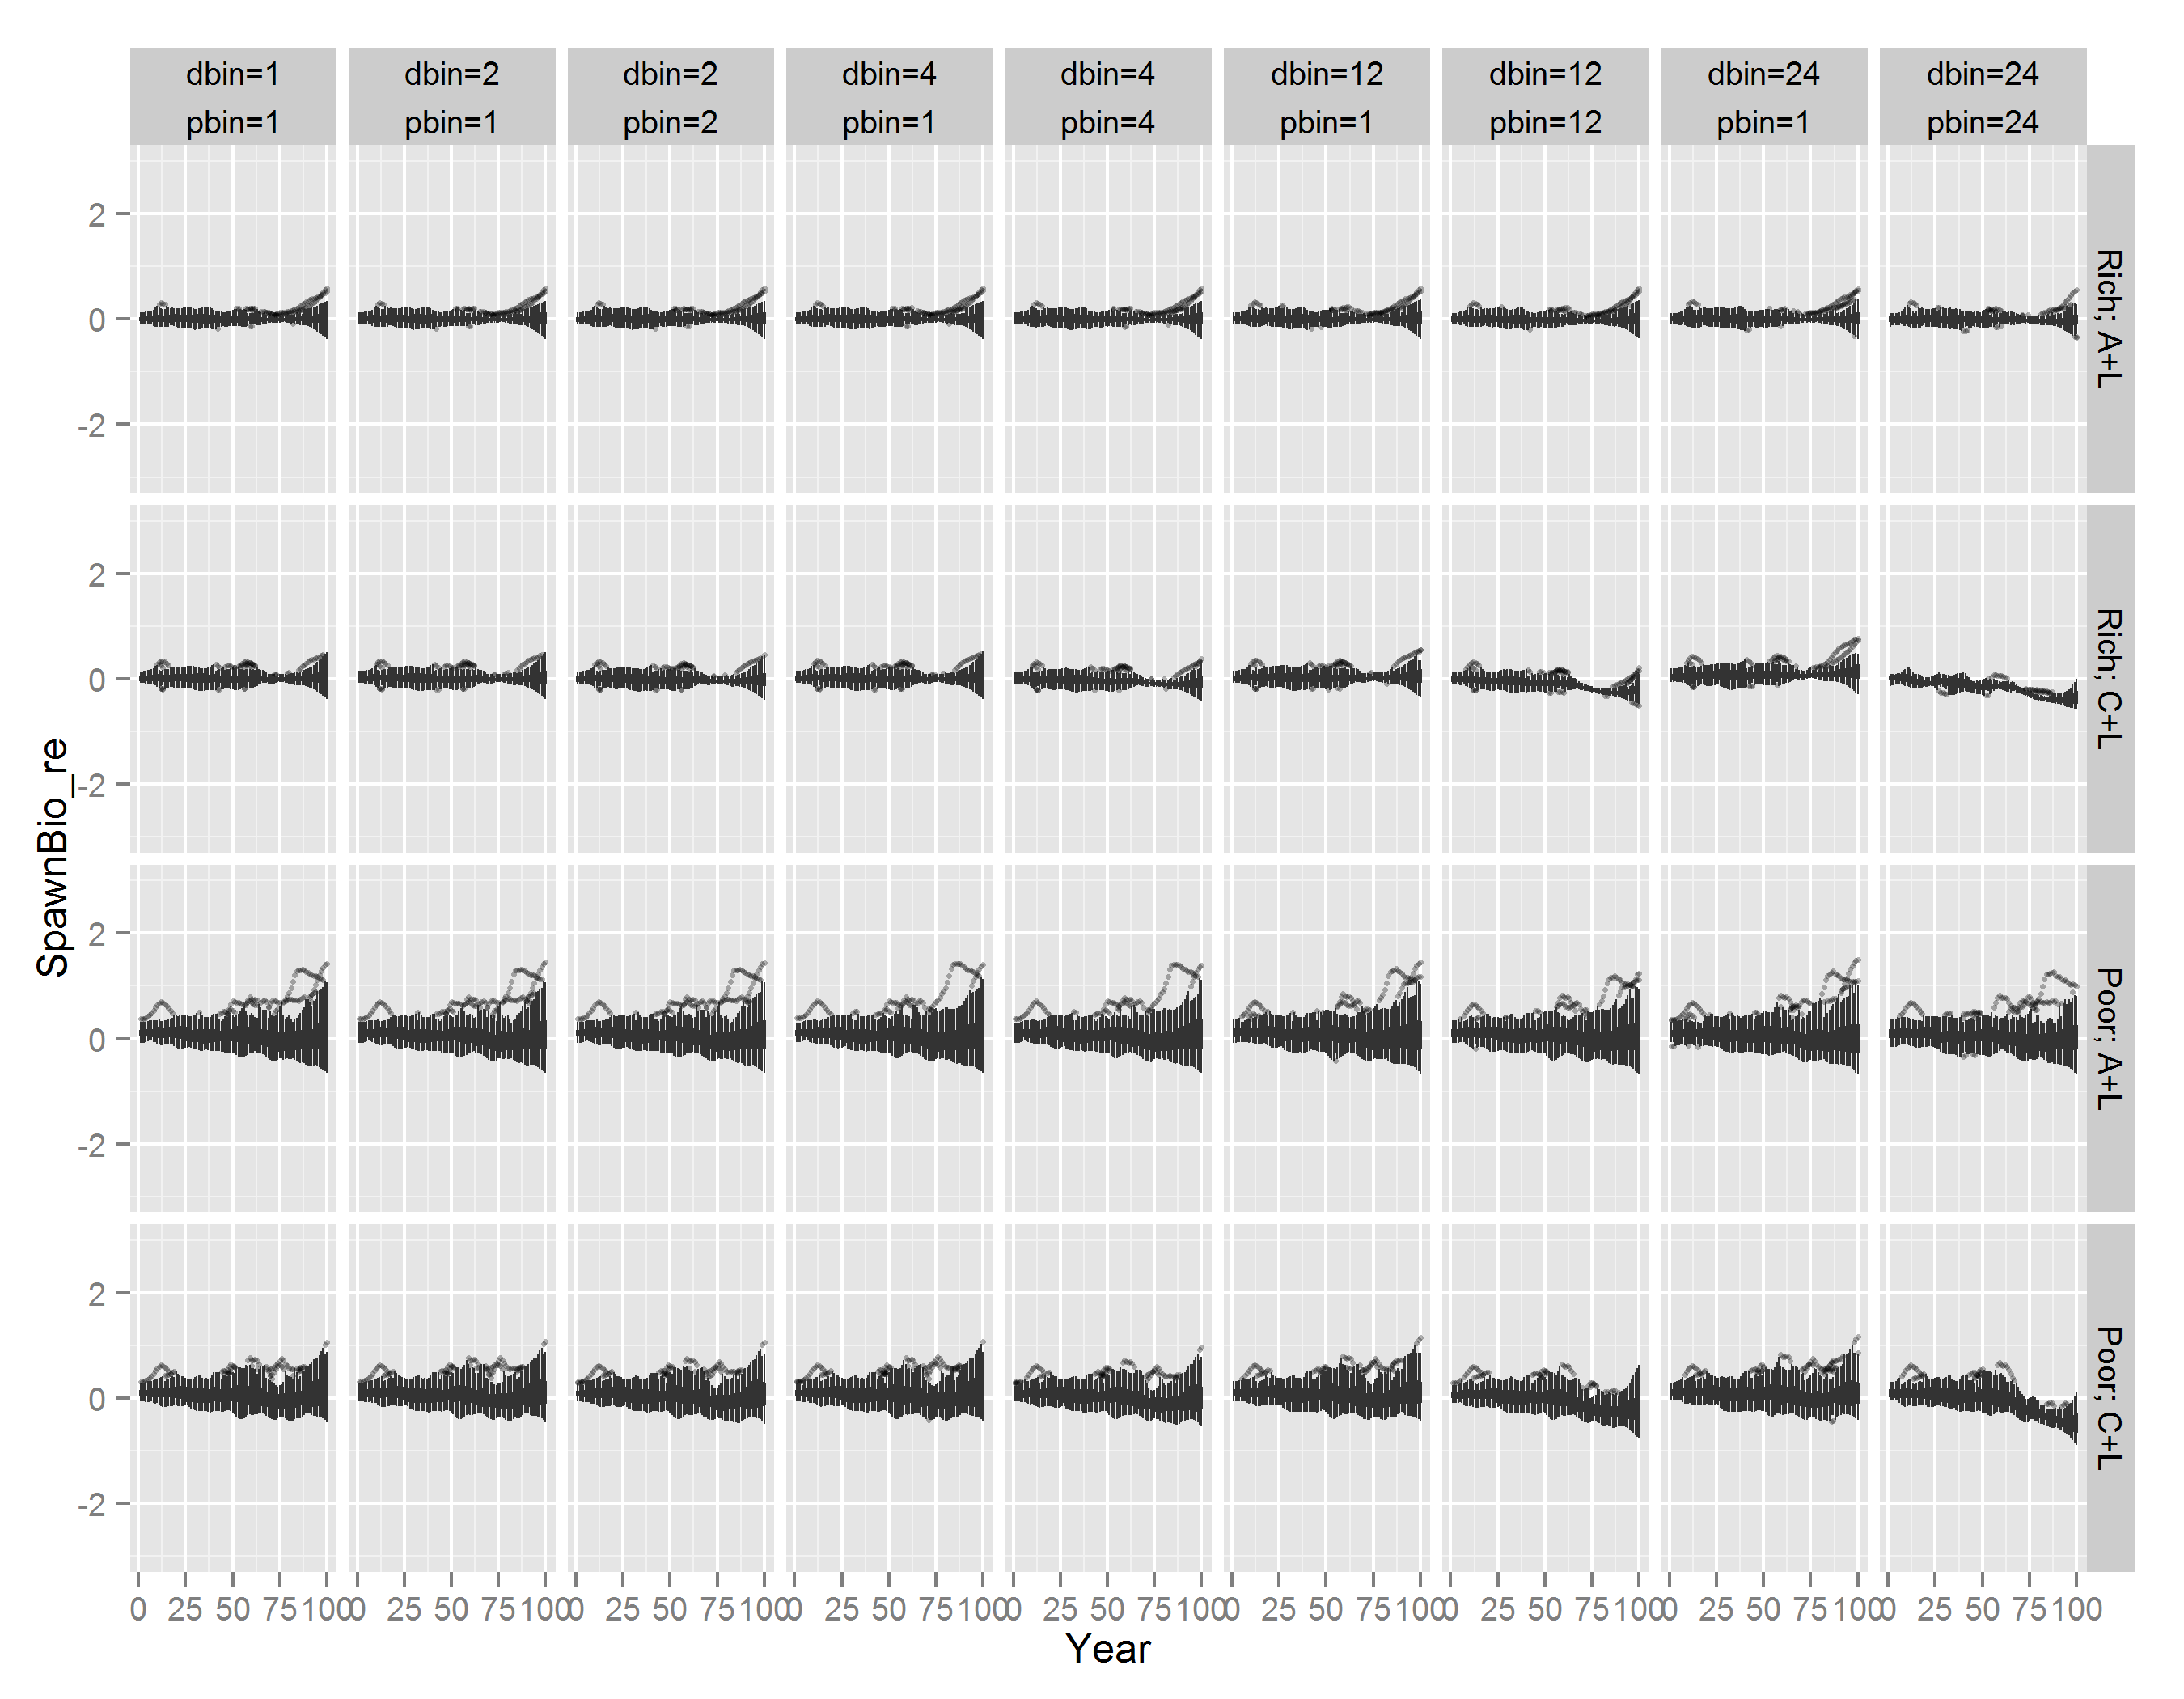 dbin=1 dbin=2 dbin=2 dbin=4 dbin=4 dbin=12 dbin=12 dbin=24 dbin=24
pbin=1 pbin=1 pbin=2 pbin=1 pbin=4 pbin=1 pbin=12 pbin=1 pbin=24
2
0
-2
Rich; A+L
2
0
-2
Rich; C+L
SpawnBio_re
2
0
-2
Poor; A+L
2
0
-2
Poor; C+L
0 25 50 75 100 0 25 50 75 100 0 25 50 75 100 0 25 50 75 100 0 25 50 75 100 0 25 50 75 100 0 25 50 75 100 0 25 50 75 100 0 25 50 75 100
Year